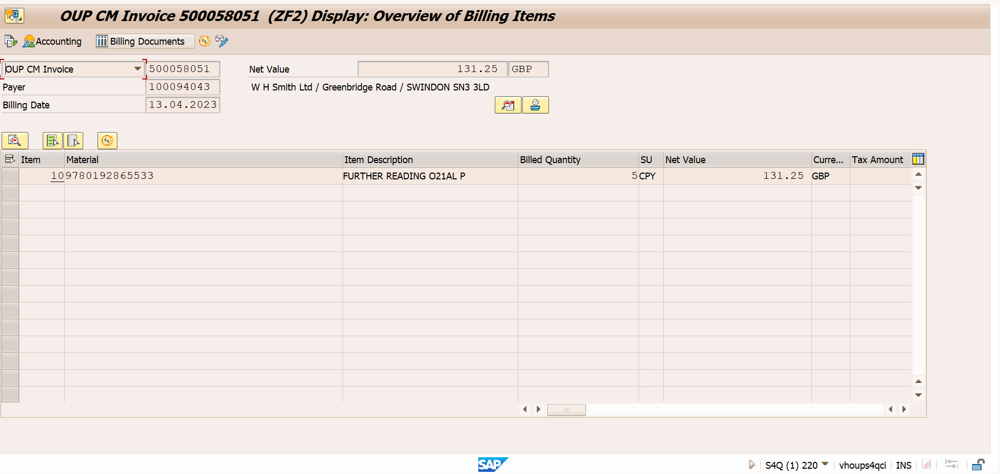 OUP CM Invoice 500058051 (ZF2) Display: Overview of Billing Items
Accounting Billing Documents
OUP CM Invoice 500058051 Net Value 131.25 GBP
Payer 100094043 W H Smith Ltd / Greenbridge Road / SWINDON SN3 3LD
Billing Date 13.04.2023
Item Material Item Description Billed Quantity SU Net Value Curre... Tax Amount
10 9780192865533 FURTHER READING O21AL P 5 CPY 131.25 GBP
SAP S4Q (1) 220 vhoups4qci INS